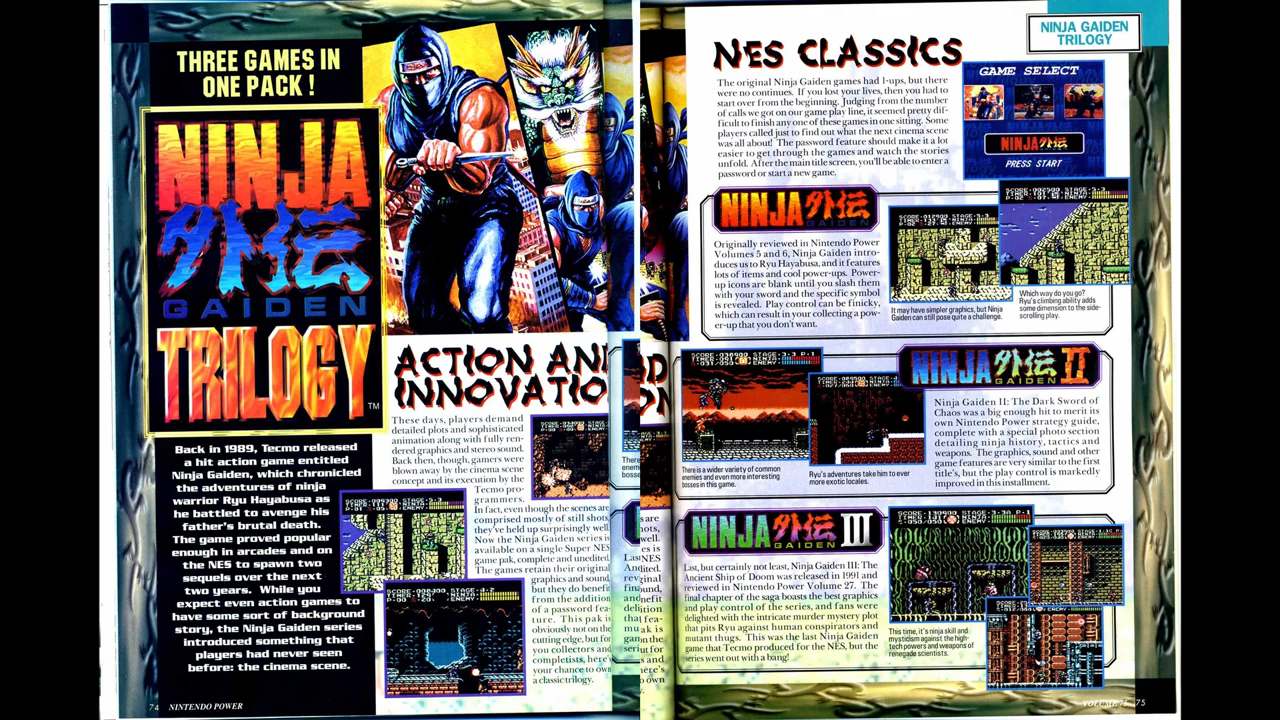 THREE GAMES IN
ONE PACK !
NINJA
外伝
GAIDEN
TRILOGY
TM
Back in 1989, Tecmo released
a hit action game entitled
Ninja Gaiden, which chronicled
the adventures of ninja
warrior Ryu Hayabusa as
he battled to avenge his
father's brutal death.
The game proved popular
enough in arcades and on
the NES to spawn two
sequels over the next
two years. While you
expect even action games to
have some sort of background
story, the Ninja Gaiden series
introduced something that
players had never seen
before: the cinema scene.
74 NINTENDO POWER
ACTION AND
INNOVATION
These days, players demand
detailed plots and sophisticated
animation along with fully ren-
dered graphics and stereo sound.
Back then, though, gamers were
blown away by the cinema scene
concept and its execution by the
Tecmo pro-
grammers.
In fact, even though the scenes are
comprised mostly of still shots,
they've held up surprisingly well.
Now the Ninja Gaiden series is
available on a single Super NES
game pak, complete and unedited.
The games retain their original
graphics and sound,
but they do benefit
from the addition
of a password fea-
ture. This pak is
obviously not on the
cutting edge, but for
you collectors and
completists, here's
your chance to own
a classic trilogy.
NINJA GAIDEN
TRILOGY
NES CLASSICS
The original Ninja Gaiden games had 1-ups, but there
were no continues. If you lost your lives, then you had to
start over from the beginning. Judging from the number
of calls we got on our game play line, it seemed pretty dif-
ficult to finish any one of these games in one sitting. Some
players called just to find out what the next cinema scene
was all about! The password feature should make it a lot
easier to get through the games and watch the stories
unfold. After the main title screen, you'll be able to enter a
password or start a new game.
GAME SELECT
NINJA外伝
PRESS START
NINJA外伝
GAIDEN
Originally reviewed in Nintendo Power
Volumes 5 and 6, Ninja Gaiden intro-
duces us to Ryu Hayabusa, and it features
lots of items and cool power-ups. Power-
up icons are blank until you slash them
with your sword and the specific symbol
is revealed. Play control can be finicky,
which can result in your collecting a pow-
er-up that you don't want.
It may have simpler graphics, but Ninja
Gaiden can still pose quite a challenge.
Which way do you go?
Ryu's climbing ability adds
some dimension to the side-
scrolling play.
NINJA外伝II
GAIDEN
Ninja Gaiden II: The Dark Sword of
Chaos was a big enough hit to merit its
own Nintendo Power strategy guide,
complete with a special photo section
detailing ninja history, tactics and
weapons. The graphics, sound and other
game features are very similar to the first
title's, but the play control is markedly
improved in this installment.
There is a wider variety of common
enemies and even more interesting
bosses in this game.
Ryu's adventures take him to ever
more exotic locales.
NINJA外伝III
GAIDEN
Last, but certainly not least, Ninja Gaiden III: The
Ancient Ship of Doom was released in 1991 and
reviewed in Nintendo Power Volume 27. The
final chapter of the saga boasts the best graphics
and play control of the series, and fans were
delighted with the intricate murder mystery plot
that pits Ryu against human conspirators and
mutant thugs. This was the last Ninja Gaiden
game that Tecmo produced for the NES, but the
series went out with a bang!
This time, it's ninja skill and
mysticism against the high-
tech powers and weapons of
renegade scientists.
VOLUME 75 75